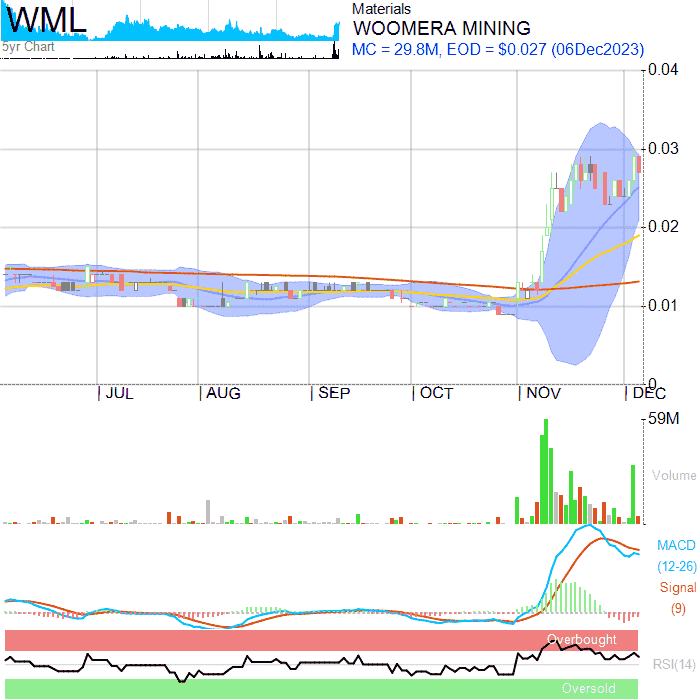 WML
5yr Chart
Materials
WOOMERA MINING
MC = 29.8M, EOD = $0.027 (06Dec2023)
0.04
0.03
0.02
0.01
0
JUL AUG SEP OCT NOV DEC
59M
Volume
MACD
(12-26)
Signal
(9)
Overbought
RSI(14)
Oversold